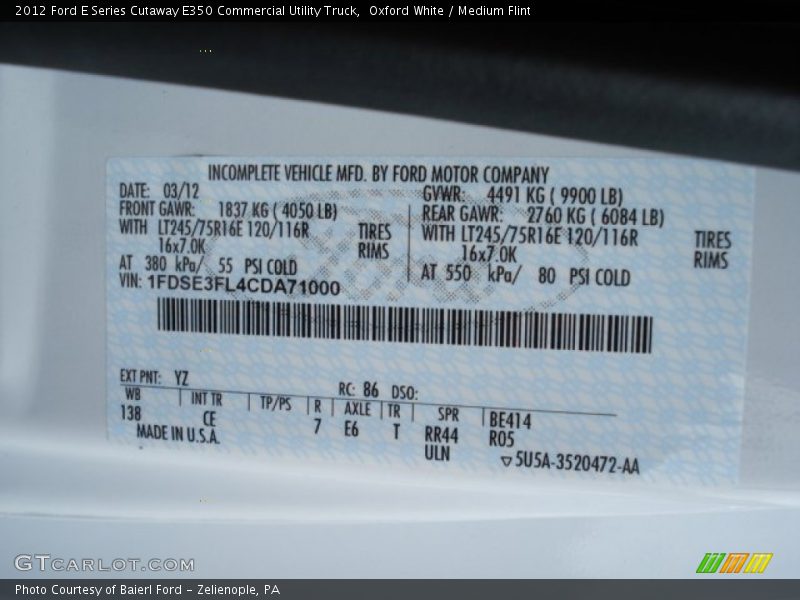 2012 Ford E Series Cutaway E350 Commercial Utility Truck,  Oxford White / Medium Flint
INCOMPLETE VEHICLE MFD. BY FORD MOTOR COMPANY
DATE: 03/12 GVWR: 4491 KG ( 9900 LB)
FRONT GAWR: 1837 KG ( 4050 LB) REAR GAWR: 2760 KG ( 6084 LB)
WITH LT245/75R16E 120/116R TIRES WITH LT245/75R16E 120/116R TIRES
16x7.0K RIMS 16x7.0K RIMS
AT 380 kPa/ 55 PSI COLD AT 550 kPa/ 80 PSI COLD
VIN: 1FDSE3FL4CDA71000
EXT PNT: YZ RC: 86 DSO:
WB INT TR TP/PS R AXLE TR SPR BE414
138 CE 7 E6 T RR44 R05
MADE IN U.S.A. ULN
▽5U5A-3520472-AA
GTCARLOT.COM
Photo Courtesy of Baierl Ford - Zelienople, PA